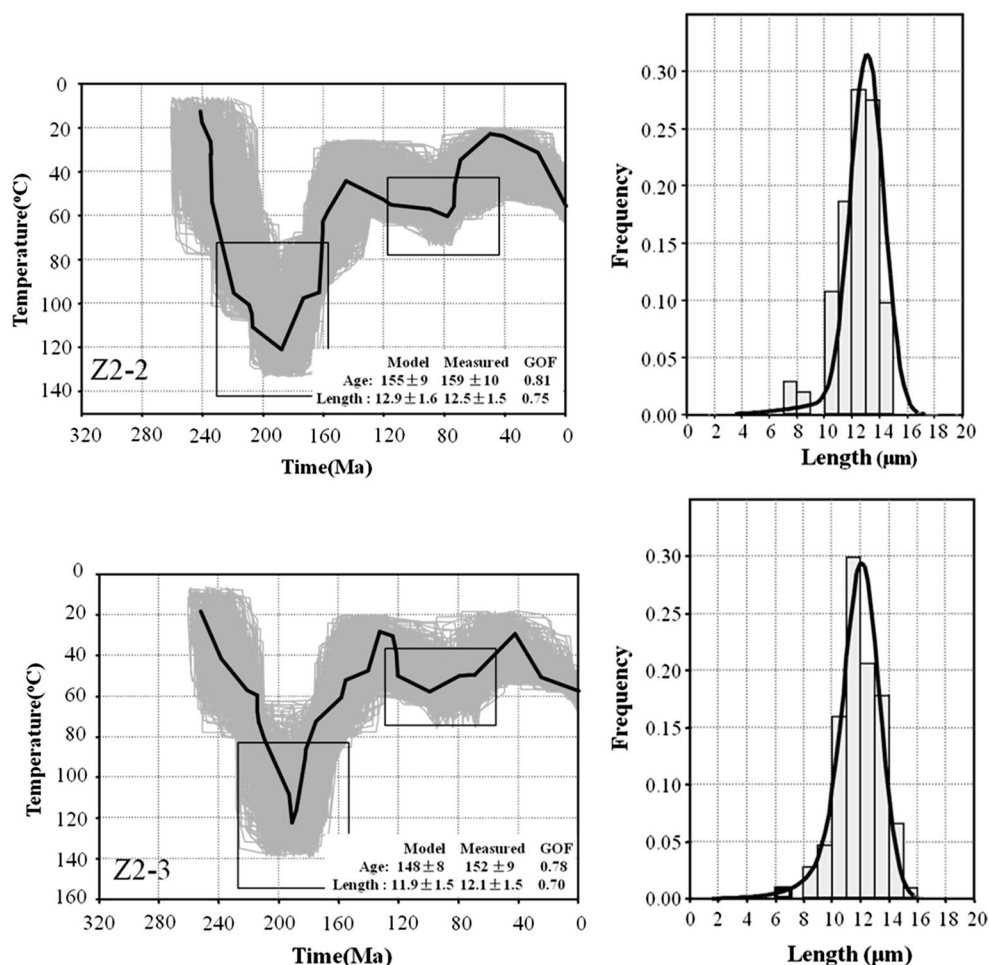 0
20
40
60
80
100
120
140
Temperature(ºC)
320 280 240 200 160 120 80 40 0
Time(Ma)
Z2-2
Model Measured GOF
Age: 155±9 159 ±10 0.81
Length : 12.9±1.6 12.5±1.5 0.75
0.30
0.25
0.20
0.15
0.10
0.05
0.00
Frequency
0 2 4 6 8 10 12 14 16 18 20
Length (μm)
0
20
40
60
80
100
120
140
160
Temperature(ºC)
320 280 240 200 160 120 80 40 0
Time(Ma)
Z2-3
Model Measured GOF
Age: 148±8 152 ±9 0.78
Length : 11.9±1.5 12.1±1.5 0.70
0.30
0.25
0.20
0.15
0.10
0.05
0.00
Frequency
0 2 4 6 8 10 12 14 16 18 20
Length (μm)